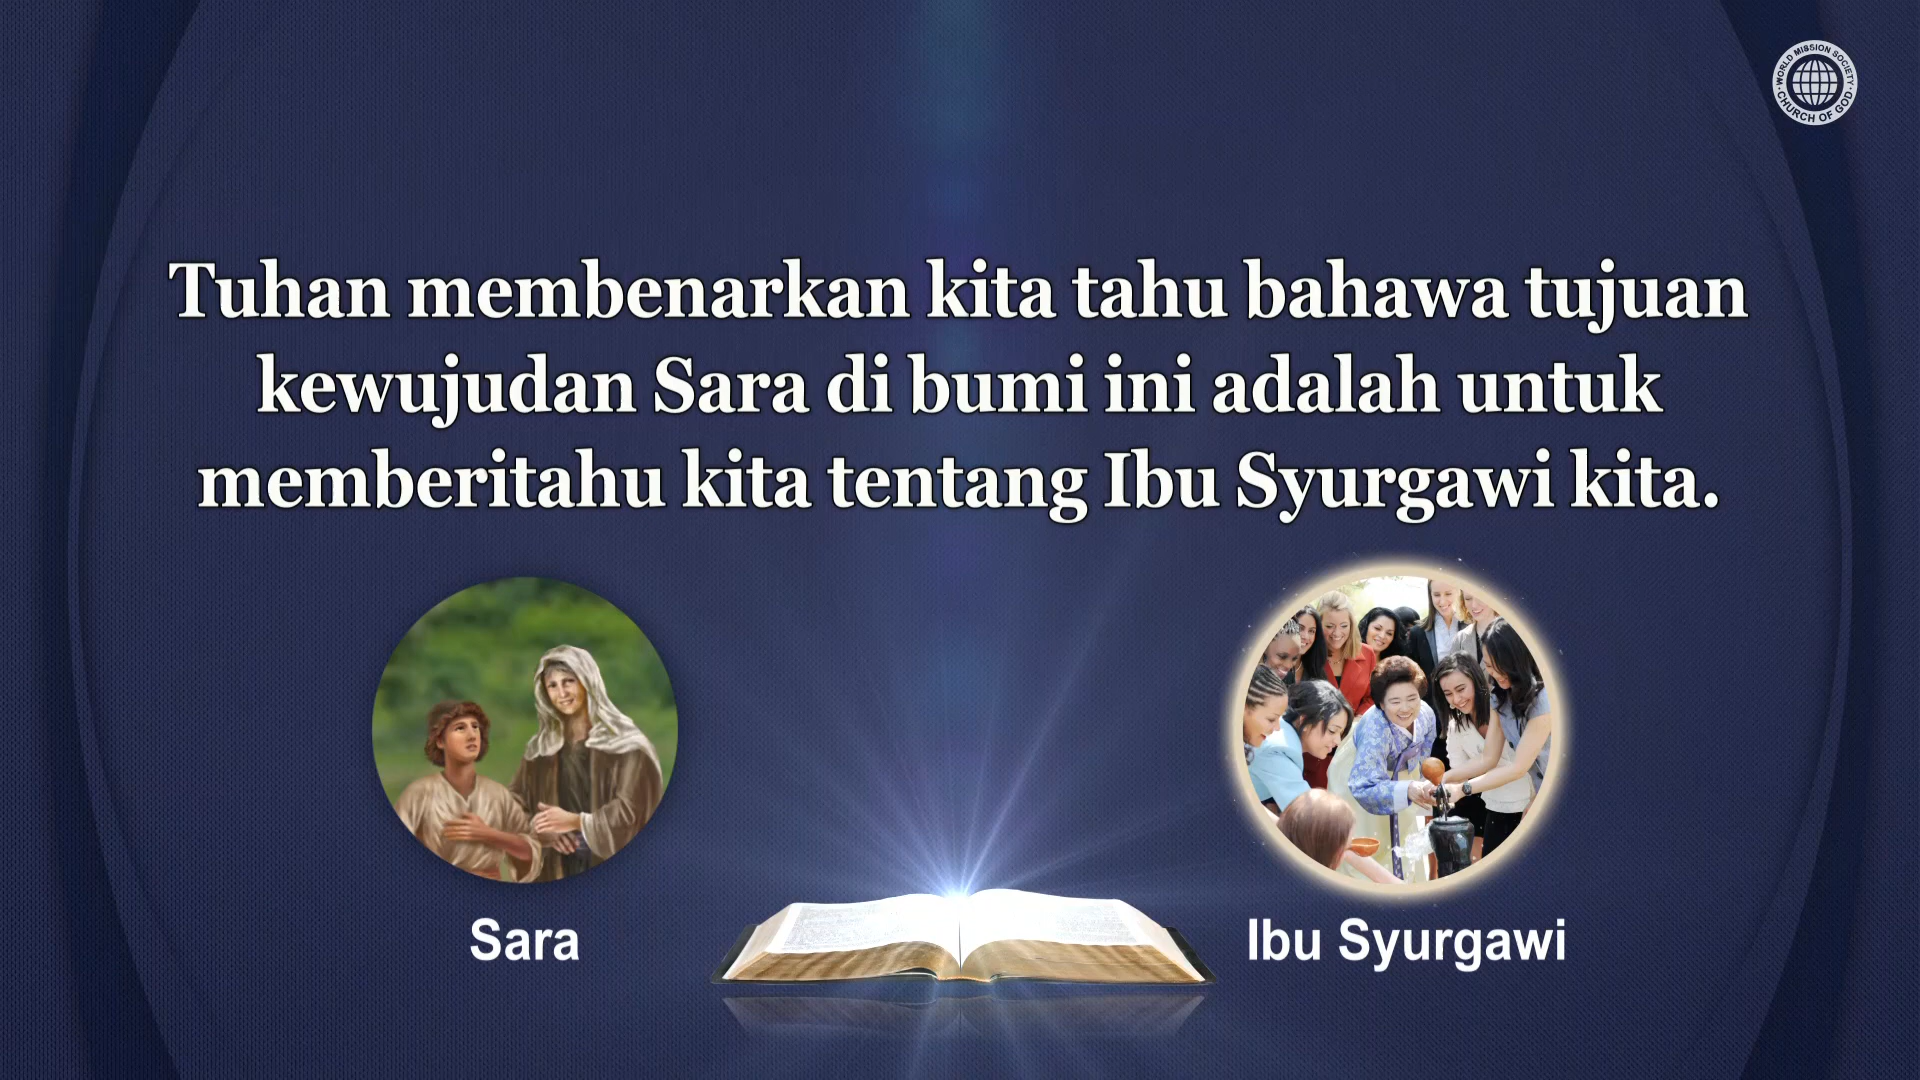 WORLD MISSION SOCIETY
CHURCH OF GOD
Tuhan membenarkan kita tahu bahawa tujuan
kewujudan Sara di bumi ini adalah untuk
memberitahu kita tentang Ibu Syurgawi kita.
Sara
Ibu Syurgawi